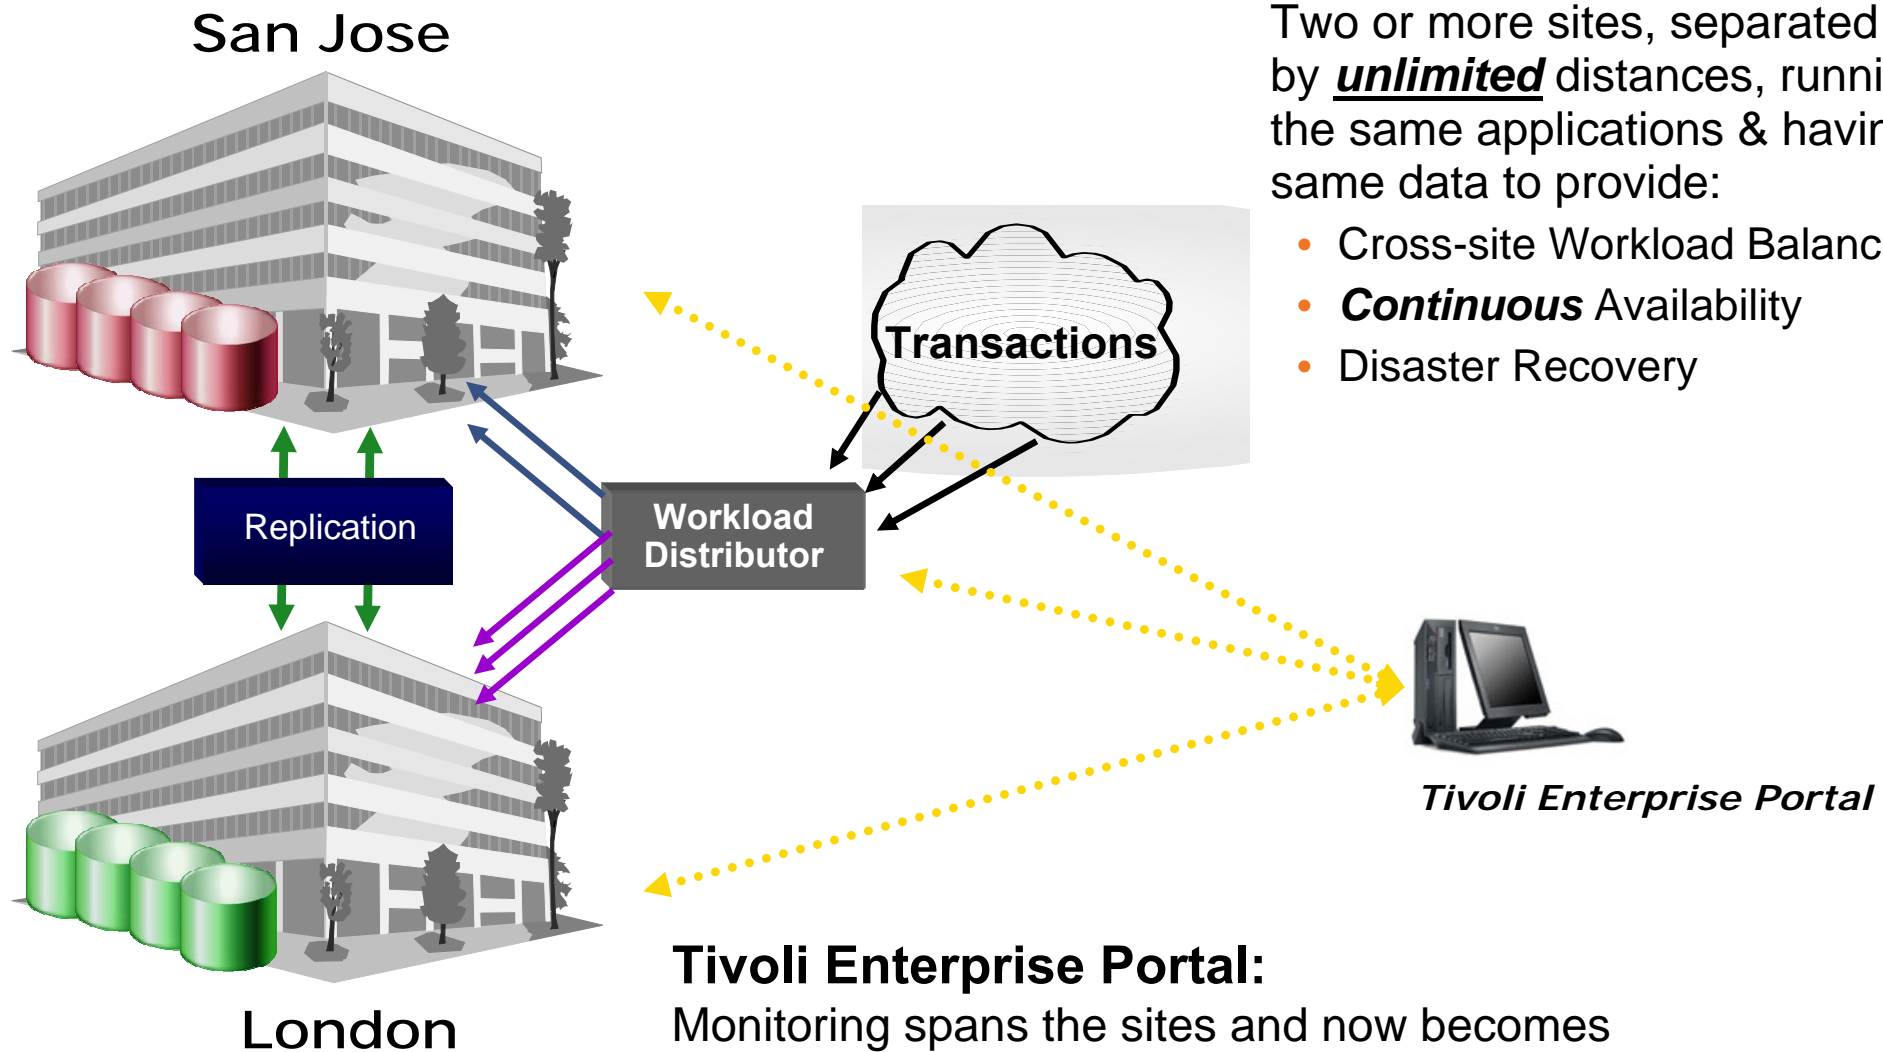 San Jose
Two or more sites, separated
by unlimited distances, runni
the same applications & havin
same data to provide:
• Cross-site Workload Balanc
• Continuous Availability
• Disaster Recovery
Transactions
Replication
Workload
Distributor
Tivoli Enterprise Portal
London
Tivoli Enterprise Portal:
Monitoring spans the sites and now becomes